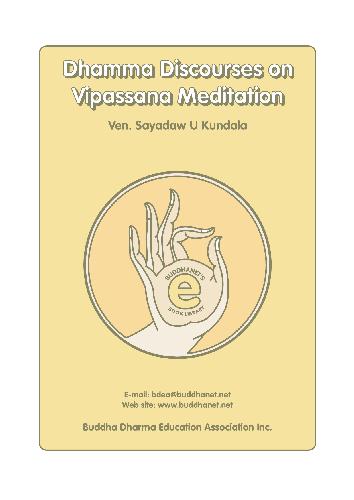 Dhamma Discourses on
Vipassana Meditation
Ven. Sayadaw U Kundala
BUDDHANET'S
e
BOOK LIBRARY
E-mail: bdea@buddhanet.net
Web site: www.buddhanet.net
Buddha Dharma Education Association Inc.